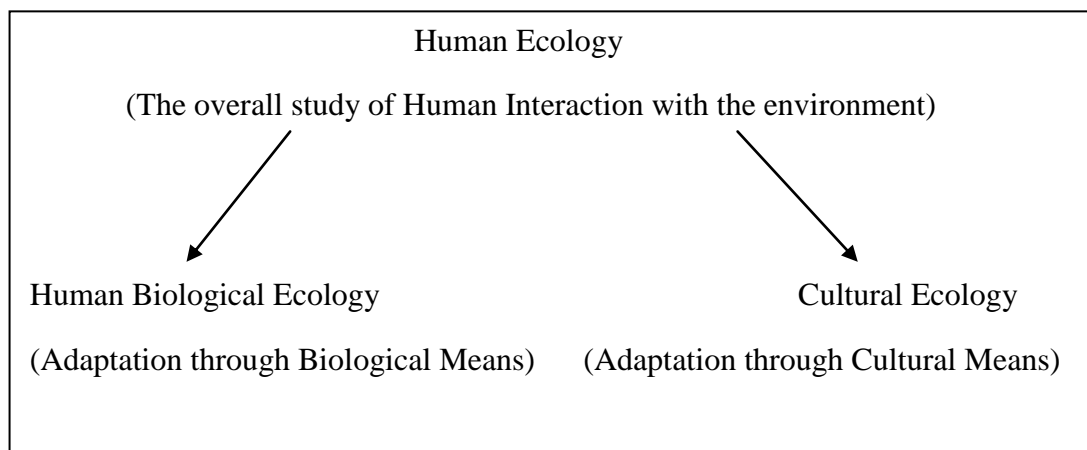 Human Ecology
(The overall study of Human Interaction with the environment)
Human Biological Ecology
Cultural Ecology
(Adaptation through Biological Means)
(Adaptation through Cultural Means)